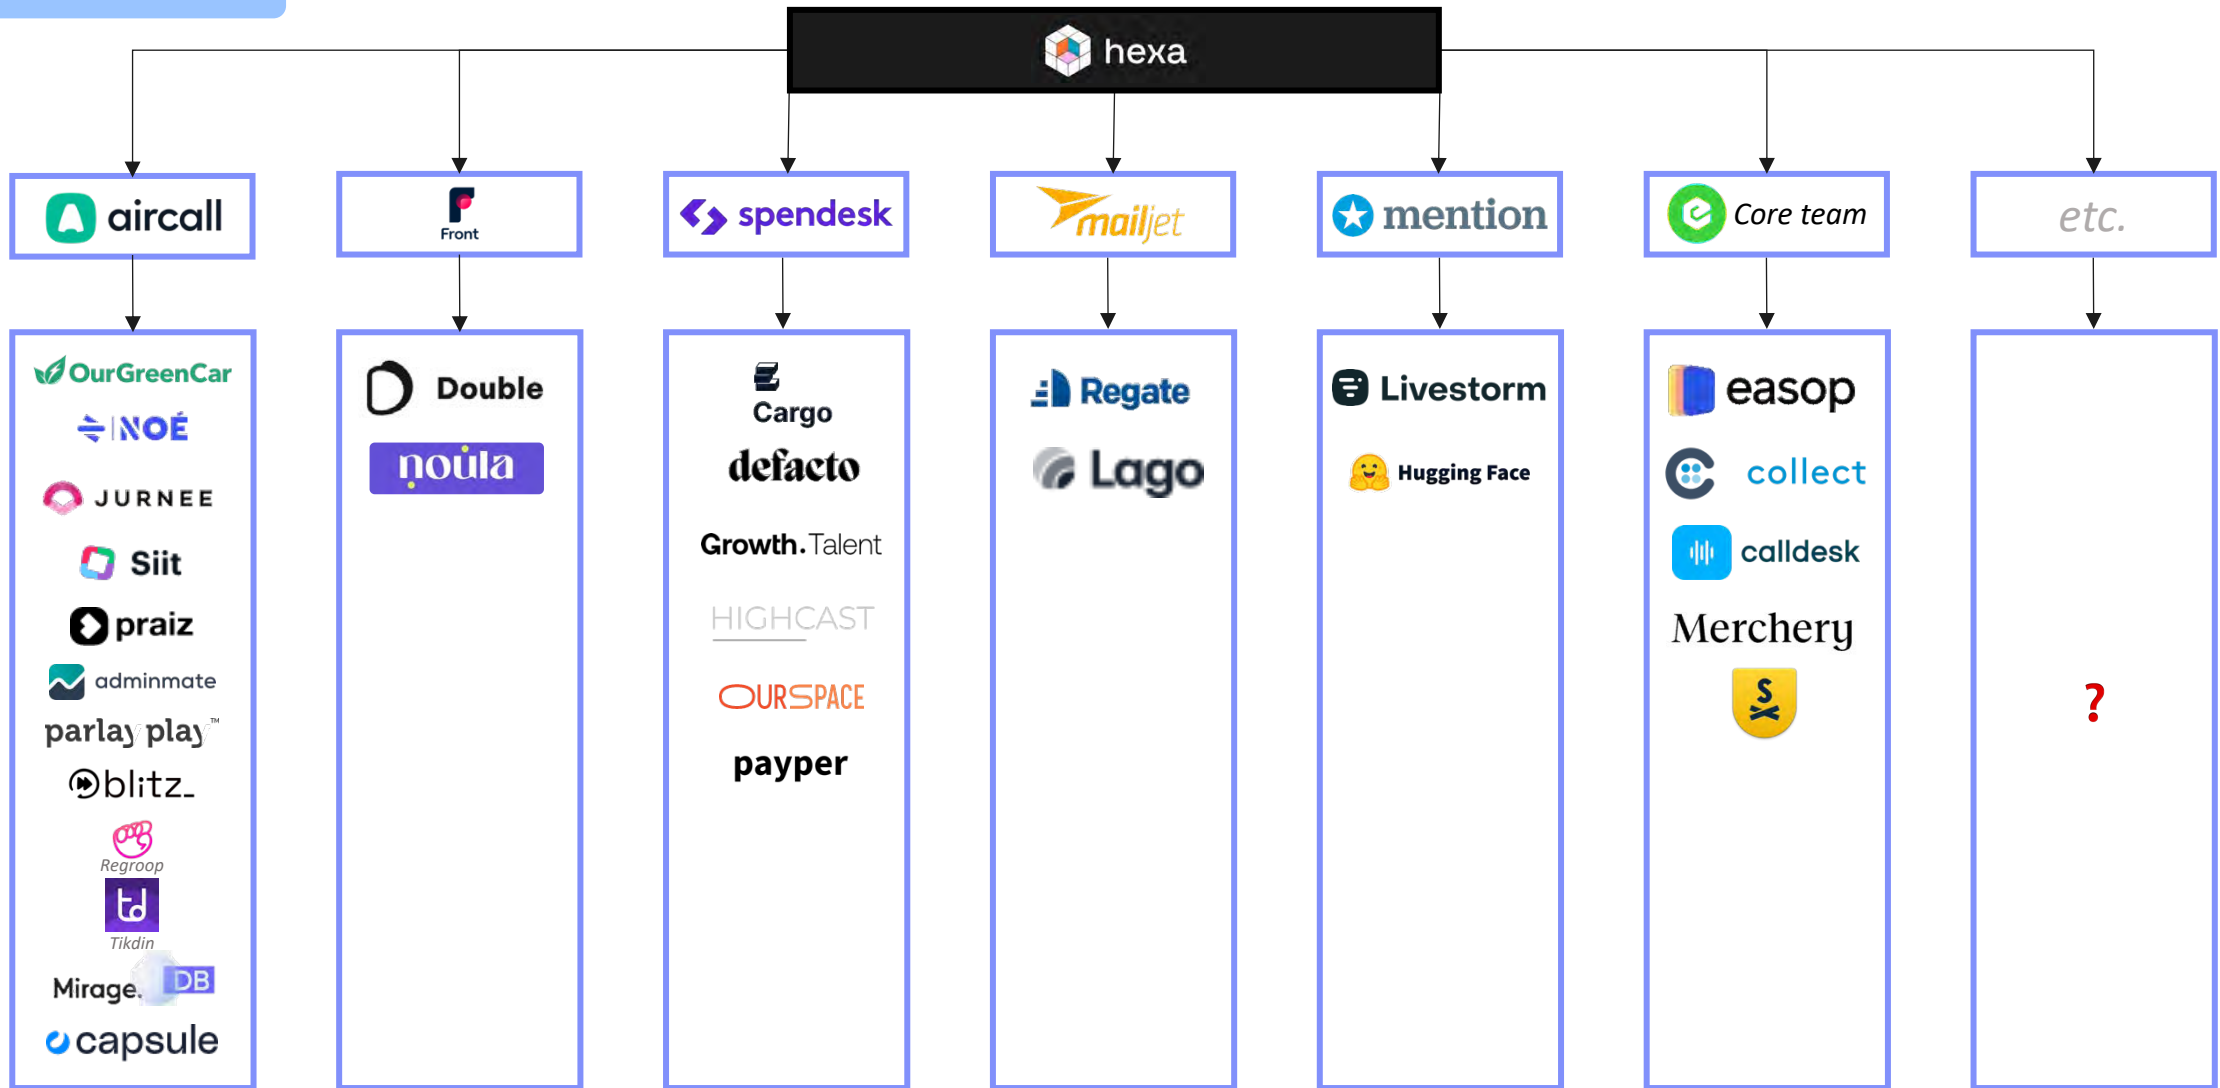 hexa
aircall
Front
spendesk
mailjet
mention
Core team
etc.
OurGreenCar
NOÉ
JURNEE
Siit
praiz
adminmate
parlay play™
blitz_
Regroop
td
Tikdin
Mirage. DB
capsule
Double
noula
Cargo
defacto
Growth.Talent
HIGHCAST
OURSPACE
payper
Regate
Lago
Livestorm
Hugging Face
easop
collect
calldesk
Merchery
S
?